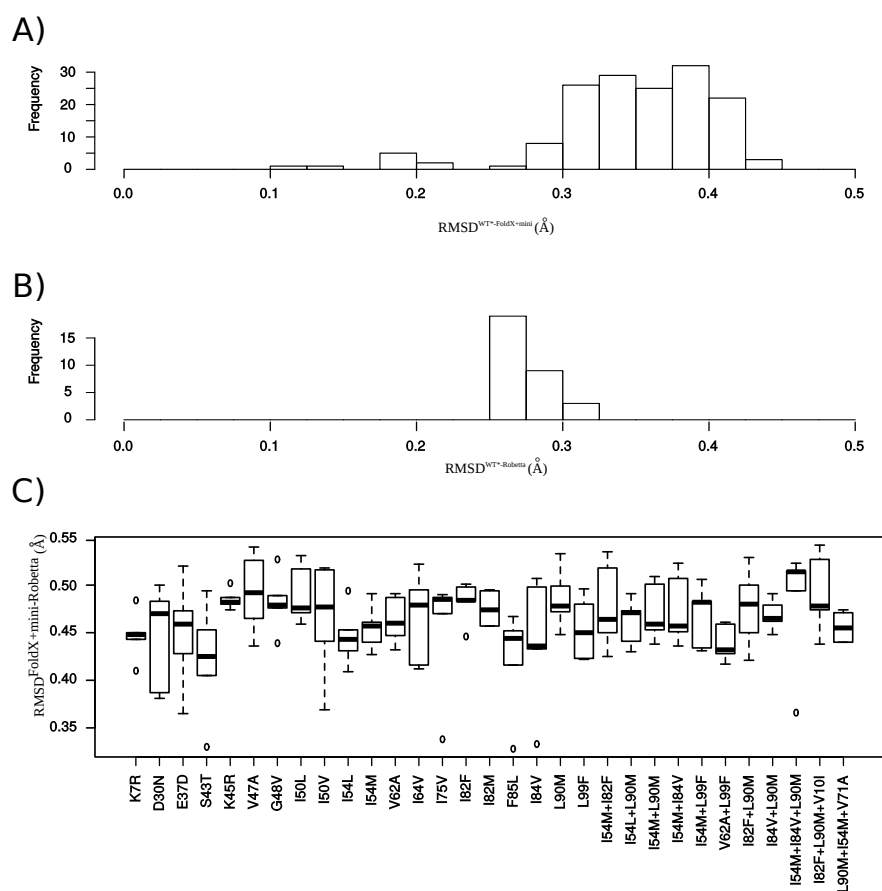 A)
Frequency
30
20
10
0
0.0 0.1 0.2 0.3 0.4 0.5
RMSD^WT*-FoldX+mini (Å)
B)
Frequency
15
10
5
0
0.0 0.1 0.2 0.3 0.4 0.5
RMSD^WT*-Robetta (Å)
C)
RMSD^FoldX+mini-Robetta (Å)
0.55
0.50
0.45
0.40
0.35
K7R
D30N
E37D
S43T
K45R
V47A
G48V
I50L
I50V
I54L
I54M
V62A
I64V
I75V
I82F
I82M
F85L
I84V
L90M
L99F
I54M+I82F
I54L+L90M
I54M+L90M
I54M+I84V
I54M+L99F
V62A+L99F
I82F+L90M
I84V+L90M
I54M+I84V+L90M
I82F+L90M+V10I
L90M+I54M+V71A